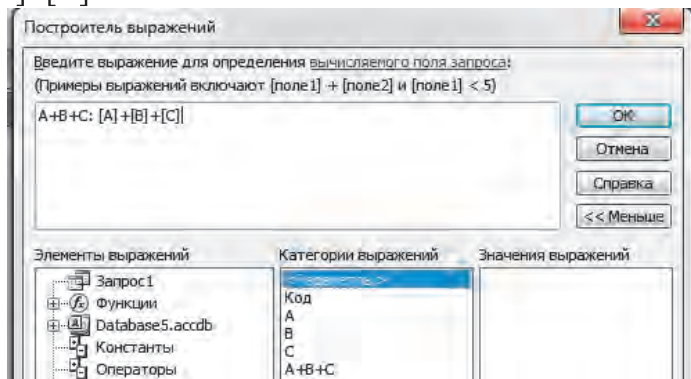 Построитель выражений
Введите выражение для определения вычисляемого поля запроса:
(Примеры выражений включают [поле1] + [поле2] и [поле1] < 5)
A+B+C: [A]+[B]+[C]
ОК
Отмена
Справка
<< Меньше
Элементы выражений
Категории выражений
Значения выражений
Запрос1
Функции
Database5.accdb
Константы
Операторы
Код
A
B
C
A+B+C